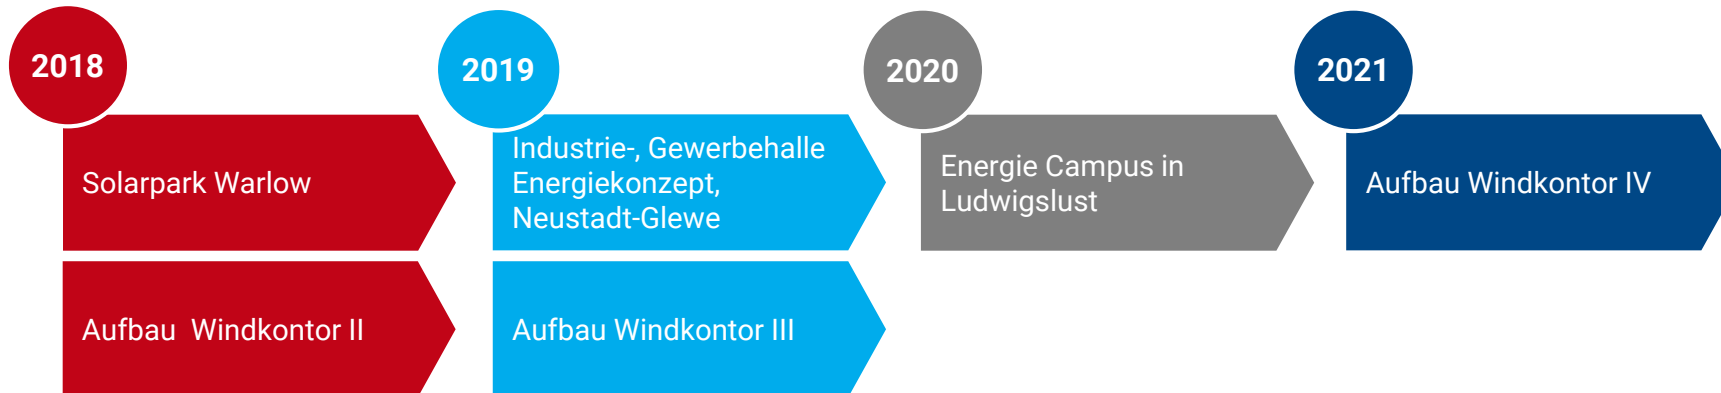 2018
Solarpark Warlow
Aufbau  Windkontor II
2019
Industrie-, Gewerbehalle
Energiekonzept,
Neustadt-Glewe
Aufbau Windkontor III
2020
Energie Campus in
Ludwigslust
2021
Aufbau Windkontor IV